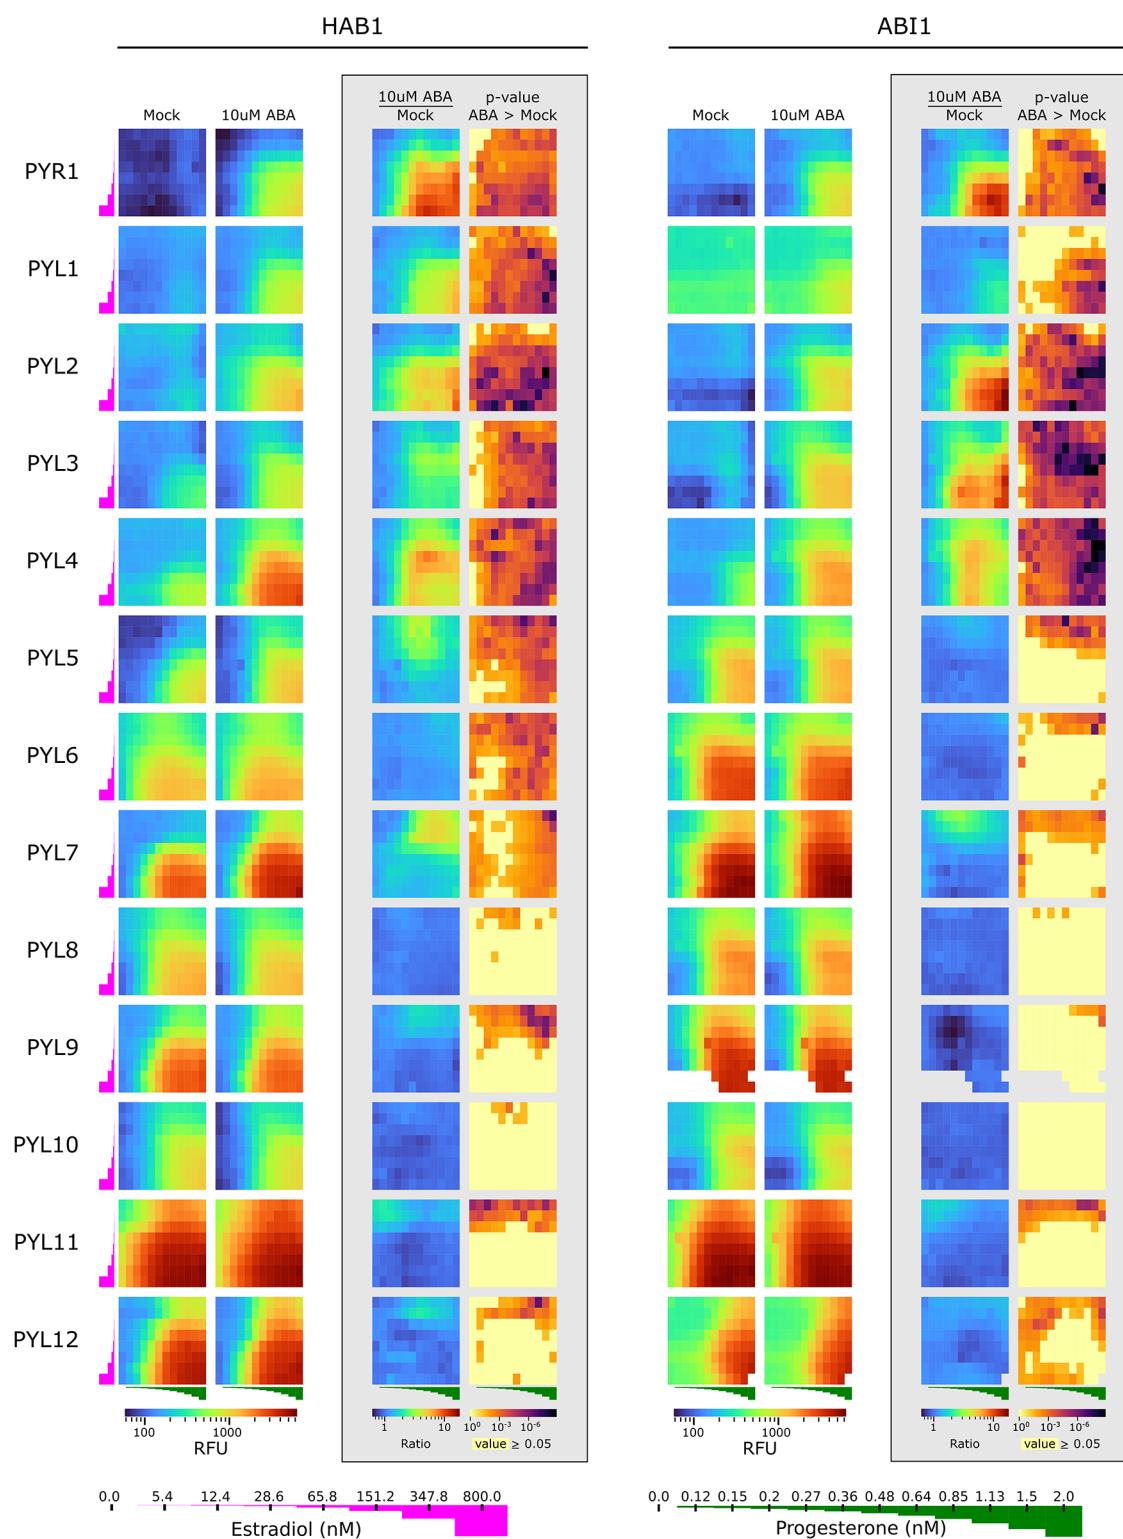 HAB1 ABI1
Mock 10uM ABA 10uM ABA Mock p-value ABA > Mock Mock 10uM ABA 10uM ABA Mock p-value ABA > Mock
PYR1
PYL1
PYL2
PYL3
PYL4
PYL5
PYL6
PYL7
PYL8
PYL9
PYL10
PYL11
PYL12
100 1000 1 10 10⁰ 10⁻³ 10⁻⁶ 100 1000 1 10 10⁰ 10⁻³ 10⁻⁶
RFU Ratio value ≥ 0.05 RFU Ratio value ≥ 0.05
0.0 5.4 12.4 28.6 65.8 151.2 347.8 800.0 0.0 0.12 0.15 0.2 0.27 0.36 0.48 0.64 0.85 1.13 1.5 2.0
Estradiol (nM) Progesterone (nM)